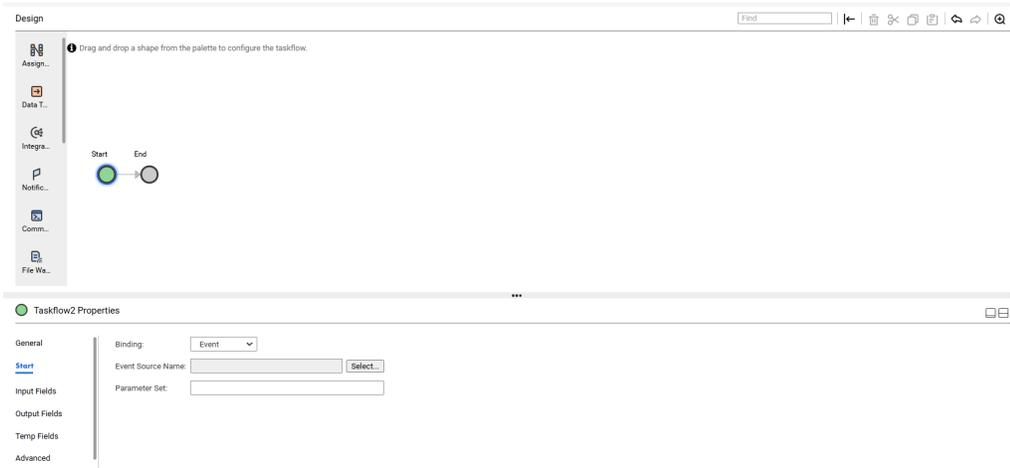 Design
Find
Drag and drop a shape from the palette to configure the taskflow.
Assign...
Data T...
Integra...
Notific...
Comm...
File Wa...
Start
End
Taskflow2 Properties
General
Start
Input Fields
Output Fields
Temp Fields
Advanced
Binding: Event
Event Source Name: Select...
Parameter Set: